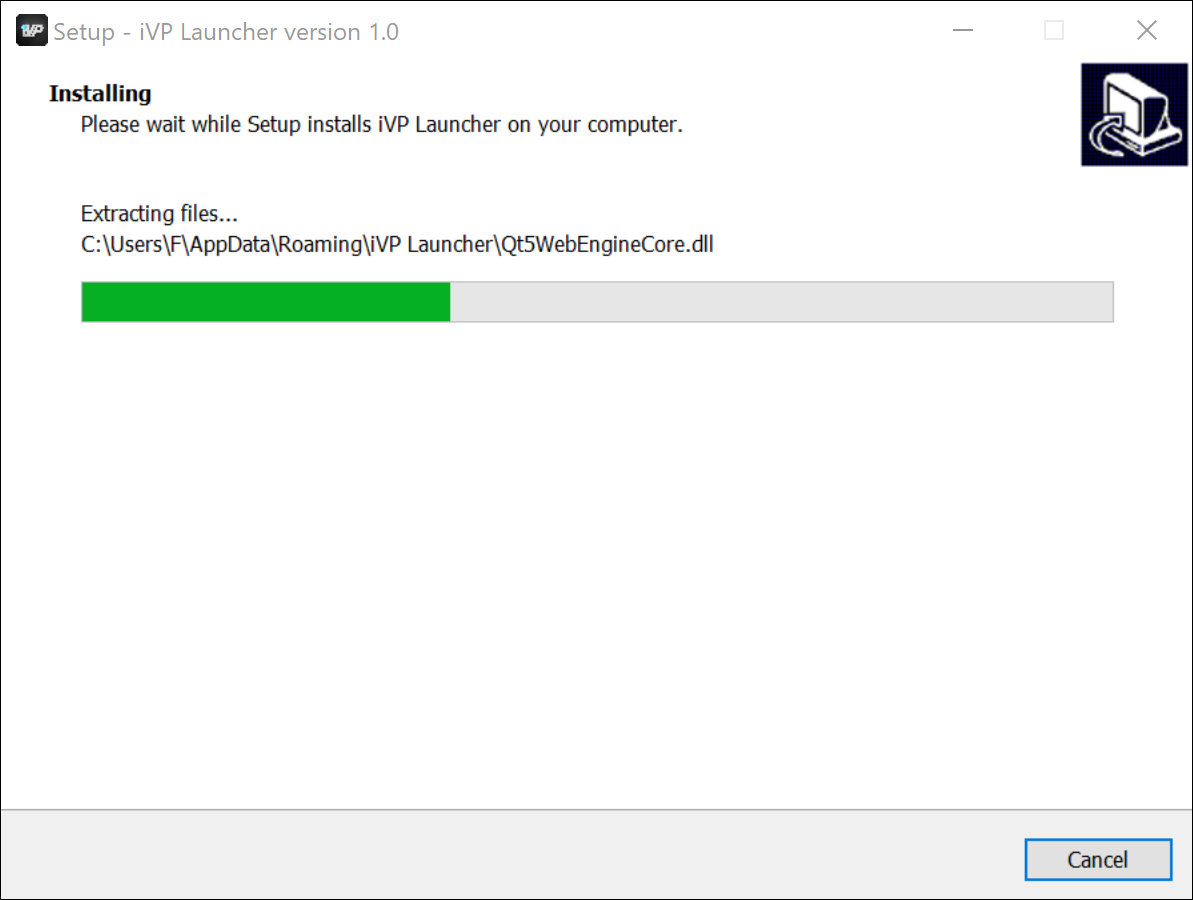 iVP Setup - iVP Launcher version 1.0
Installing
Please wait while Setup installs iVP Launcher on your computer.
Extracting files...
C:\Users\F\AppData\Roaming\iVP Launcher\Qt5WebEngineCore.dll
Cancel